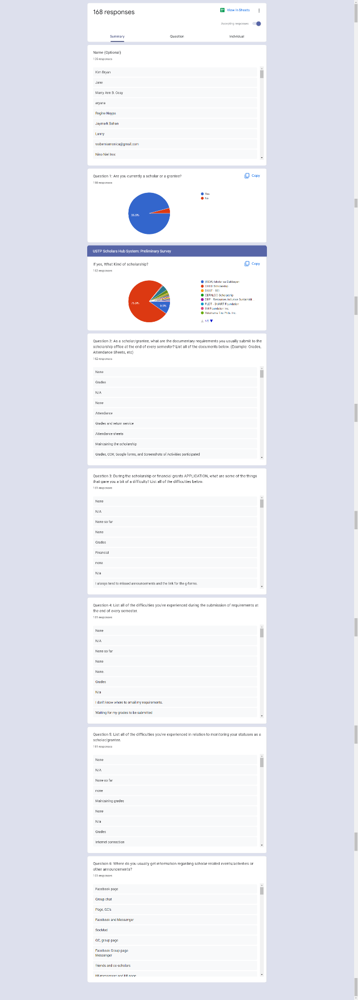 168 responses
View in Sheets
Accepting responses
Summary
Question
Individual
Name (Optional)
105 responses
Kim Bryan
Jane
Marry Ann B. Ocay
aryana
Regine Naypa
Jaymark Bahan
Lanny
wabemiamonica@gmail.com
Nino Niel Iroc
Question 1: Are you currently a scholar or a grantee?
Copy
168 responses
Yes
No
95.8%
USTP Scholars Hub System: Preliminary Survey
If yes, What Kind of scholarship?
Copy
162 responses
(ISDA) Iskolar sa Dakbayan
CHED Scholarship
DOST - SEI
CEPALCO Scholarship
DBP - Resources Inclusive Sustainabl…
PLDT - SMART Foundation
SM Foundation Inc.
Yokohama Tire Phils. Inc.
75.9%
9.9%
1/5
Question 2: As a scholar/grantee, what are the documentary requirements you usually submit to the
scholarship office at the end of every semester? List all of the documents below. (Example: Grades,
Attendance Sheets, etc)
162 responses
None
Grades
N/A
None
Attendance
Grades and return service
Attendance sheets
Maintaining the scholarship
Grades, COR, Google forms, and Screenshots of Activities participated
Question 3: During the scholarship or financial grants APPLICATION, what are some of the things
that gave you a bit of a difficulty? List all of the difficulties below.
161 responses
None
N/A
None so far
None
Grades
Financial
none
N/a
I always tend to missed announcements and the link for the g-forms.
Question 4: List all of the difficulties you've experienced during the submission of requirements at
the end of every semester.
161 responses
None
N/A
None so far
None
None.
Grades
N/a
I don't know where to email my requirements.
Waiting for my grades to be submitted
Question 5: List all of the difficulties you've experienced in relation to monitoring your statuses as a
scholar/grantee.
161 responses
None
N/A
None so far
none
Maintaining grades
None
N/a
Grades
Internet connection
Question 6: Where do you usually get information regarding scholar-related events/activities or
other announcements?
161 responses
Facebook page
Group chat
Page, GC's
Facebook and Messenger
SocMed
GC, group page
Facebook Group page
Messenger
friends and co-scholars
FB messenger and FB page